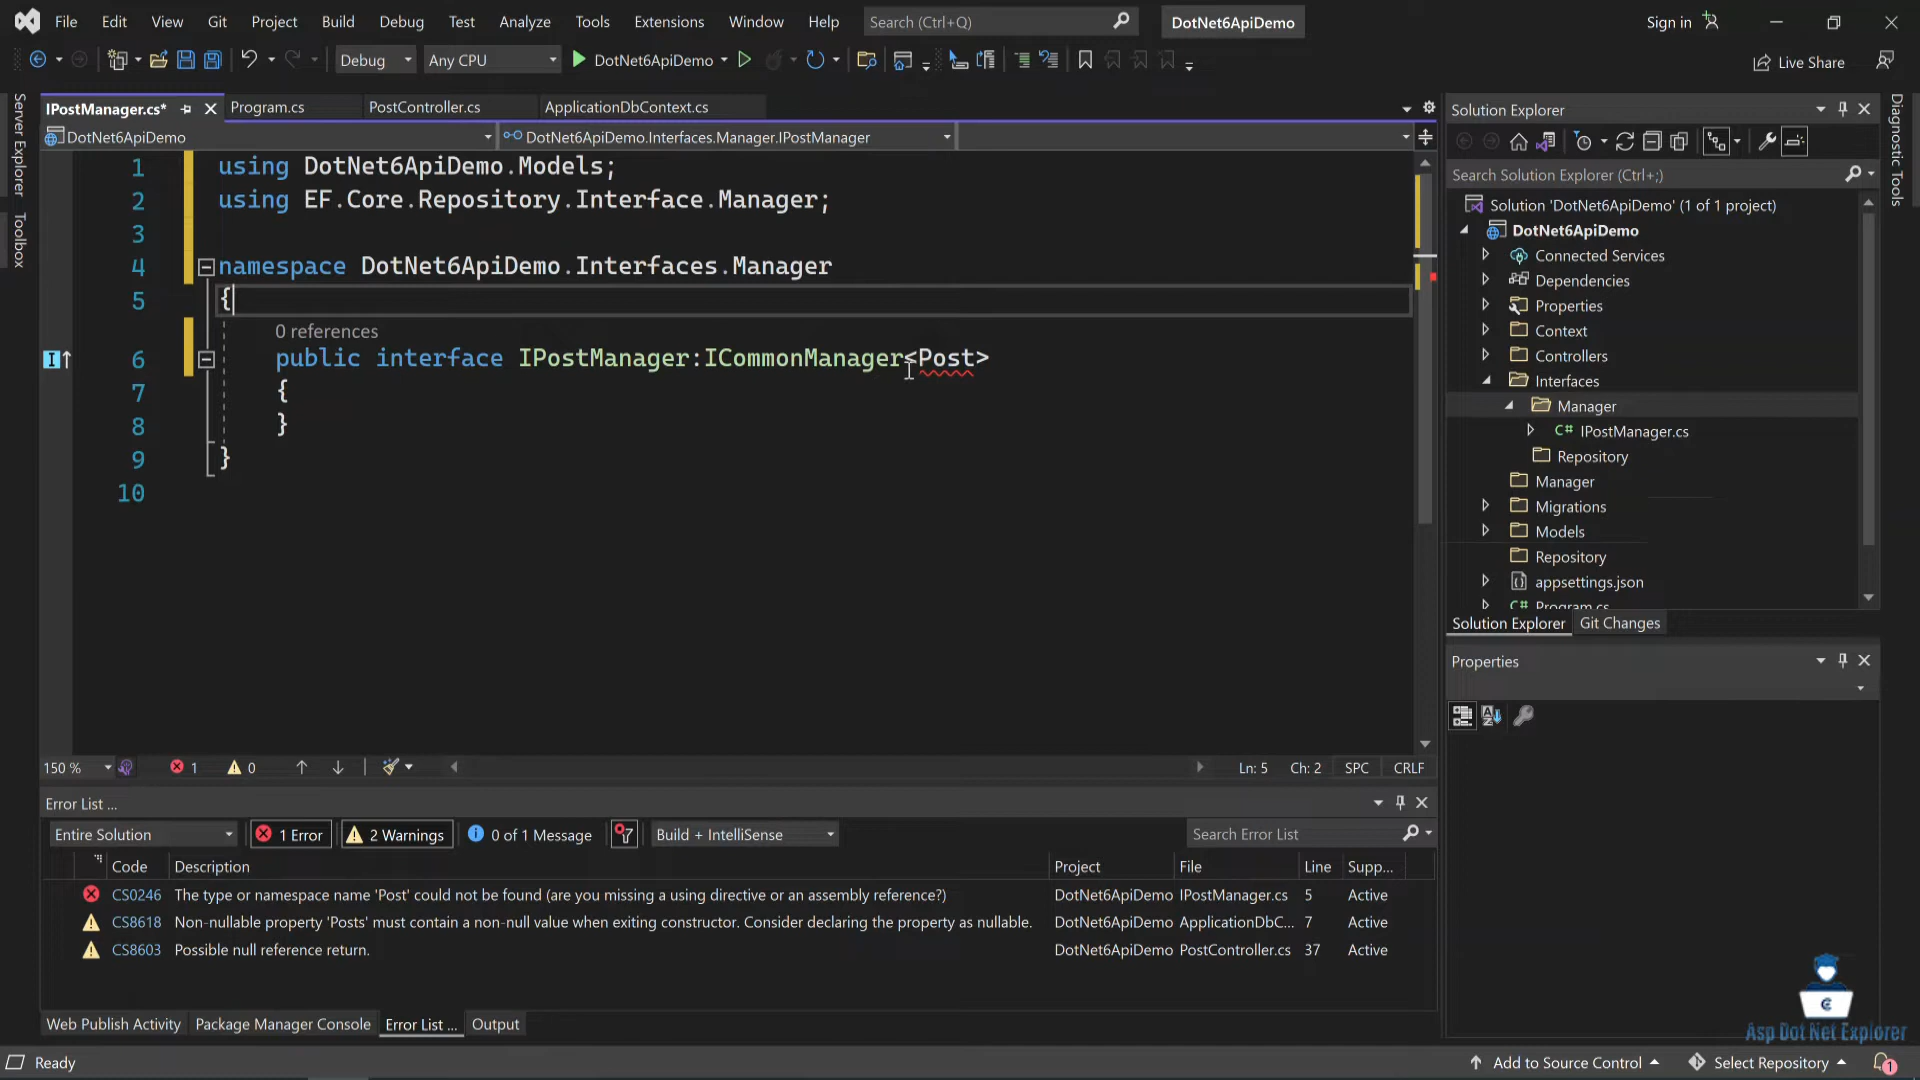 File Edit View Git Project Build Debug Test Analyze Tools Extensions Window Help Search (Ctrl+Q) DotNet6ApiDemo Sign in
Debug Any CPU DotNet6ApiDemo Live Share
Server Explorer
Toolbox
IPostManager.cs* Program.cs PostController.cs ApplicationDbContext.cs
DotNet6ApiDemo DotNet6ApiDemo.Interfaces.Manager.IPostManager
1 using DotNet6ApiDemo.Models;
2 using EF.Core.Repository.Interface.Manager;
3
4 namespace DotNet6ApiDemo.Interfaces.Manager
5 {
0 references
6 public interface IPostManager:ICommonManager<Post>
7 {
8 }
9 }
10
150 % 1 0 Ln: 5 Ch: 2 SPC CRLF
Error List ...
Entire Solution 1 Error 2 Warnings 0 of 1 Message Build + IntelliSense Search Error List
Code Description Project File Line Supp...
CS0246 The type or namespace name 'Post' could not be found (are you missing a using directive or an assembly reference?) DotNet6ApiDemo IPostManager.cs 5 Active
CS8618 Non-nullable property 'Posts' must contain a non-null value when exiting constructor. Consider declaring the property as nullable. DotNet6ApiDemo ApplicationDbC... 7 Active
CS8603 Possible null reference return. DotNet6ApiDemo PostController.cs 37 Active
Web Publish Activity Package Manager Console Error List ... Output
Solution Explorer
Search Solution Explorer (Ctrl+;)
Solution 'DotNet6ApiDemo' (1 of 1 project)
DotNet6ApiDemo
Connected Services
Dependencies
Properties
Context
Controllers
Interfaces
Manager
C# IPostManager.cs
Repository
Manager
Migrations
Models
Repository
appsettings.json
C# Program.cs
Solution Explorer Git Changes
Properties
Diagnostic Tools
Asp Dot Net Explorer
Ready Add to Source Control Select Repository 1